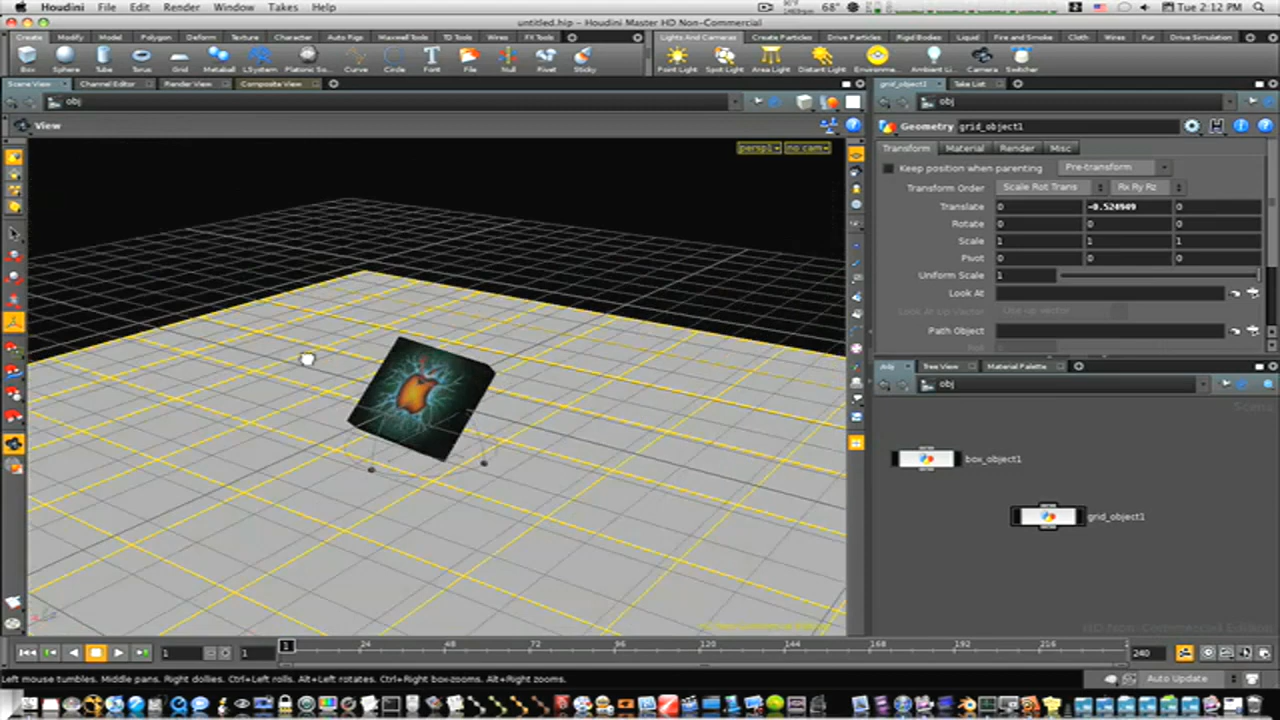 Houdini File Edit Render Window Takes Help 68° Tue 2:12 PM
untitled.hip – Houdini Master HD Non-Commercial
Create Modify Model Polygon Deform Texture Character Auto Rigs Maxwell Tools TD Tools Wires FX Tools
Lights And Cameras Create Particles Drive Particles Rigid Bodies Liquid Fire and Smoke Cloth Wires Fur Drive Simulation
Box Sphere Tube Torus Grid Metaball LSystem Platonic So... Curve Circle Font File Null Rivet Sticky
Point Light Spot Light Area Light Distant Light Environme... Ambient Li... Camera Switcher
Scene View Channel Editor Render View Composite View
grid_object1 Take List
obj
obj
View
persp1 no cam
Geometry grid_object1
Transform Material Render Misc
Keep position when parenting Pre-transform
Transform Order Scale Rot Trans Rx Ry Rz
Translate 0 -0.524949 0
Rotate 0 0 0
Scale 1 1 1
Pivot 0 0 0
Uniform Scale 1
Look At
Look At Up Vector Use up vector
Path Object
Roll
/obj Tree View Material Palette
obj
Scene
box_object1
grid_object1
HD Non-Commercial Edition
1 1 1 24 48 72 96 120 144 168 192 216 240
Left mouse tumbles. Middle pans. Right dollies. Ctrl+Left rolls. Alt+Left rotates. Ctrl+Right box-zooms. Alt+Right zooms.
Auto Update